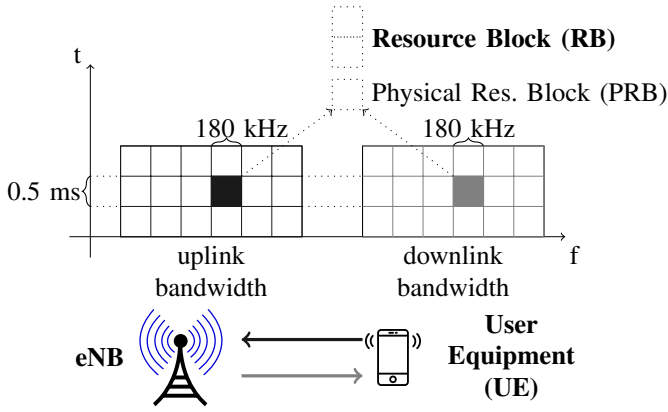 Resource Block (RB)
t
Physical Res. Block (PRB)
180 kHz
180 kHz
0.5 ms
uplink
bandwidth
downlink
bandwidth
f
eNB
User
Equipment
(UE)